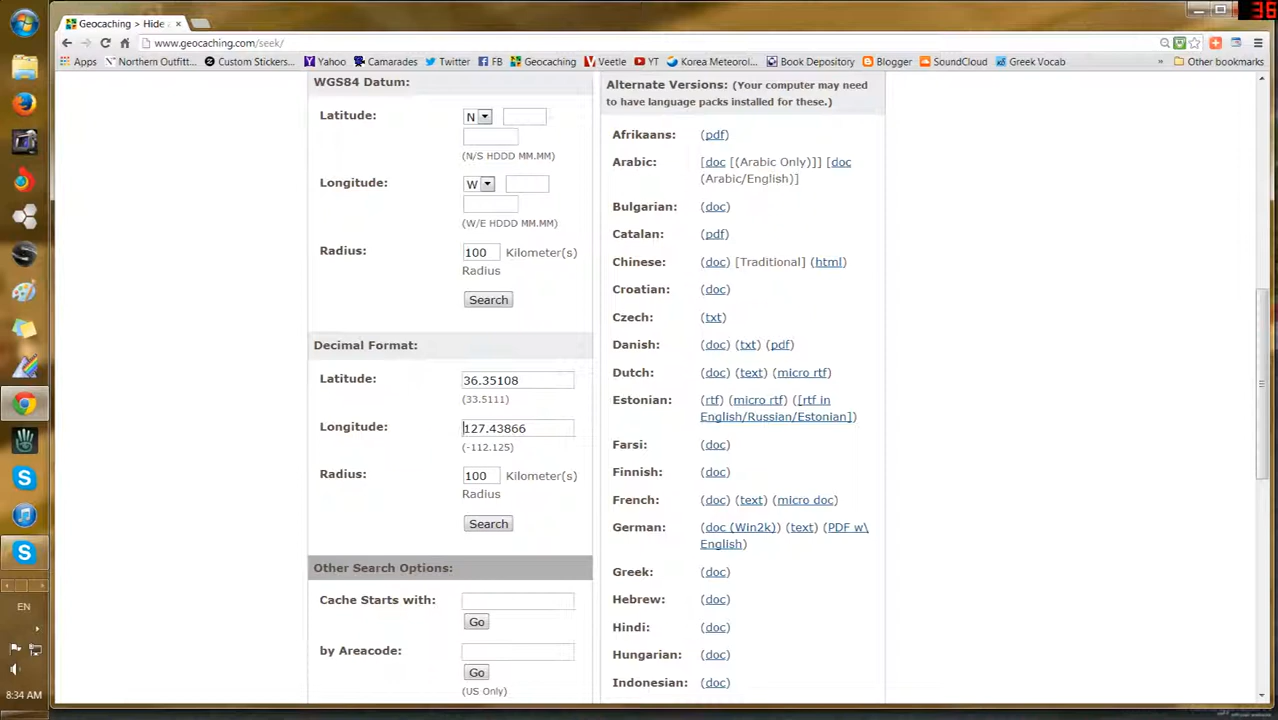 Geocaching > Hide
36
www.geocaching.com/seek/
Apps Northern Outfitt... Custom Stickers... Yahoo Camarades Twitter FB Geocaching Veetle YT Korea Meteorol... Book Depository Blogger SoundCloud Greek Vocab » Other bookmarks
WGS84 Datum:
Latitude: N
(N/S HDDD MM.MM)
Longitude: W
(W/E HDDD MM.MM)
Radius: 100 Kilometer(s)
Radius
Search
Decimal Format:
Latitude: 36.35108
(33.5111)
Longitude: 127.43866
(-112.125)
Radius: 100 Kilometer(s)
Radius
Search
Other Search Options:
Cache Starts with:
Go
by Areacode:
Go
(US Only)
Alternate Versions: (Your computer may need
to have language packs installed for these.)
Afrikaans: (pdf)
Arabic: [doc [(Arabic Only)]] [doc
(Arabic/English)]
Bulgarian: (doc)
Catalan: (pdf)
Chinese: (doc) [Traditional] (html)
Croatian: (doc)
Czech: (txt)
Danish: (doc) (txt) (pdf)
Dutch: (doc) (text) (micro rtf)
Estonian: (rtf) (micro rtf) ([rtf in
English/Russian/Estonian])
Farsi: (doc)
Finnish: (doc)
French: (doc) (text) (micro doc)
German: (doc (Win2k)) (text) (PDF w\
English)
Greek: (doc)
Hebrew: (doc)
Hindi: (doc)
Hungarian: (doc)
Indonesian: (doc)
EN
8:34 AM